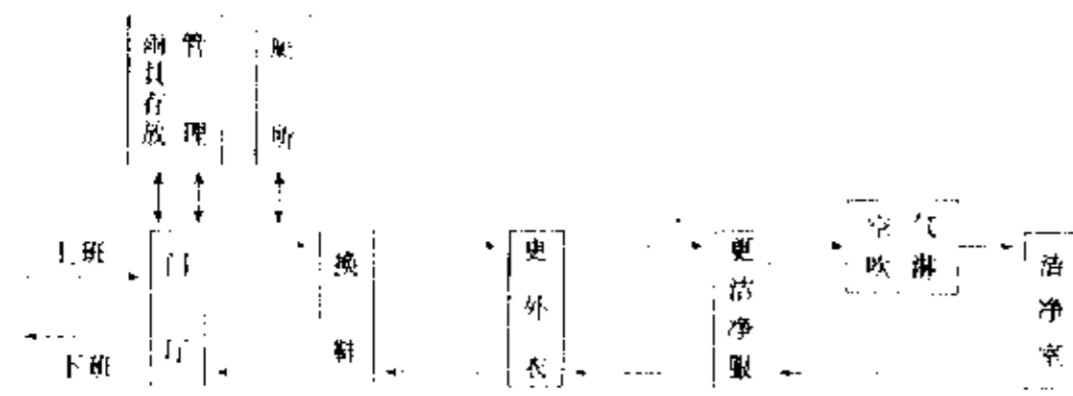 雨具存放
管理
厕所
上班
下班
门厅
换鞋
更外衣
更洁净服
空气
吹淋
洁净室